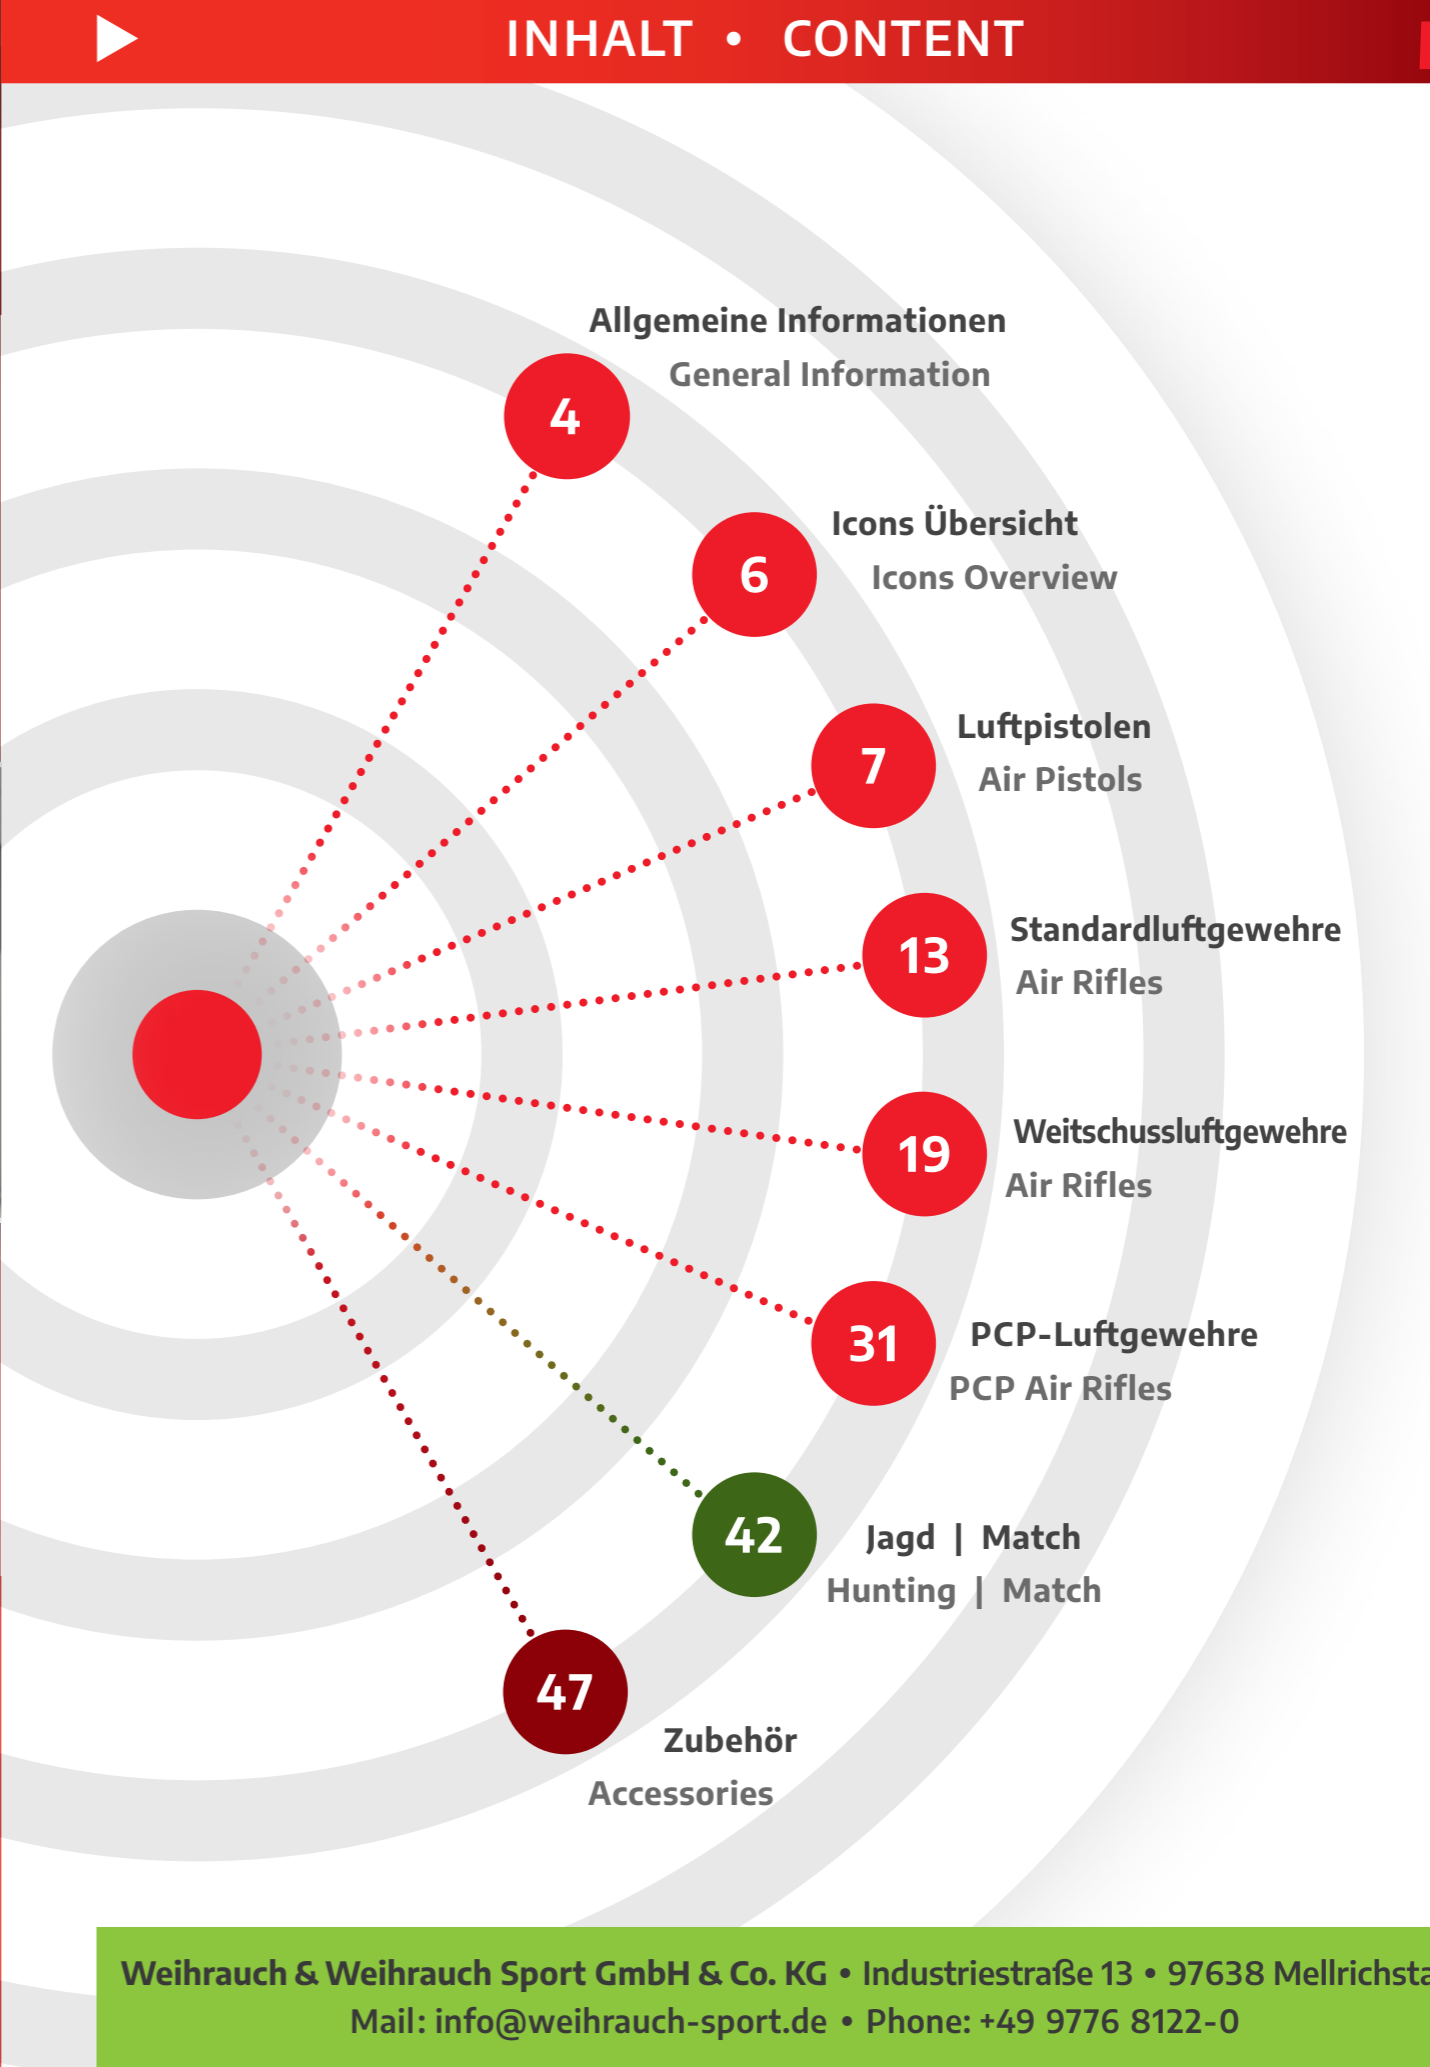 INHALT • CONTENT
Allgemeine Informationen
General Information
4
Icons Übersicht
Icons Overview
6
Luftpistolen
Air Pistols
7
Standardluftgewehre
Air Rifles
13
Weitschussluftgewehre
Air Rifles
19
PCP-Luftgewehre
PCP Air Rifles
31
Jagd | Match
Hunting | Match
42
Zubehör
Accessories
47
Weihrauch & Weihrauch Sport GmbH & Co. KG • Industriestraße 13 • 97638
Mail: info@weihrauch-sport.de • Phone: +49 9776 8122-0